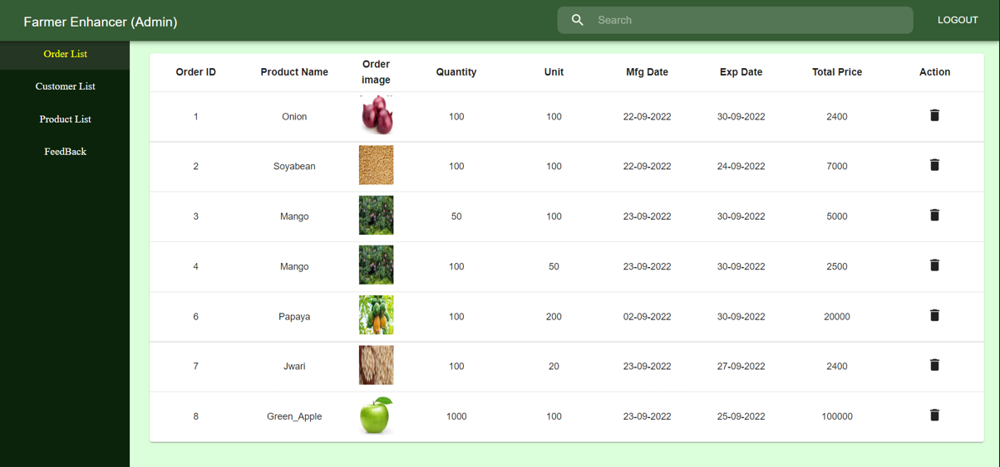 Farmer Enhancer (Admin)
Search
LOGOUT
Order List
Customer List
Product List
FeedBack
Order ID Product Name Order image Quantity Unit Mfg Date Exp Date Total Price Action
1 Onion 100 100 22-09-2022 30-09-2022 2400
2 Soyabean 100 100 22-09-2022 24-09-2022 7000
3 Mango 50 100 23-09-2022 30-09-2022 5000
4 Mango 100 50 23-09-2022 30-09-2022 2500
6 Papaya 100 200 02-09-2022 30-09-2022 20000
7 Jwari 100 20 23-09-2022 27-09-2022 2400
8 Green_Apple 1000 100 23-09-2022 25-09-2022 100000